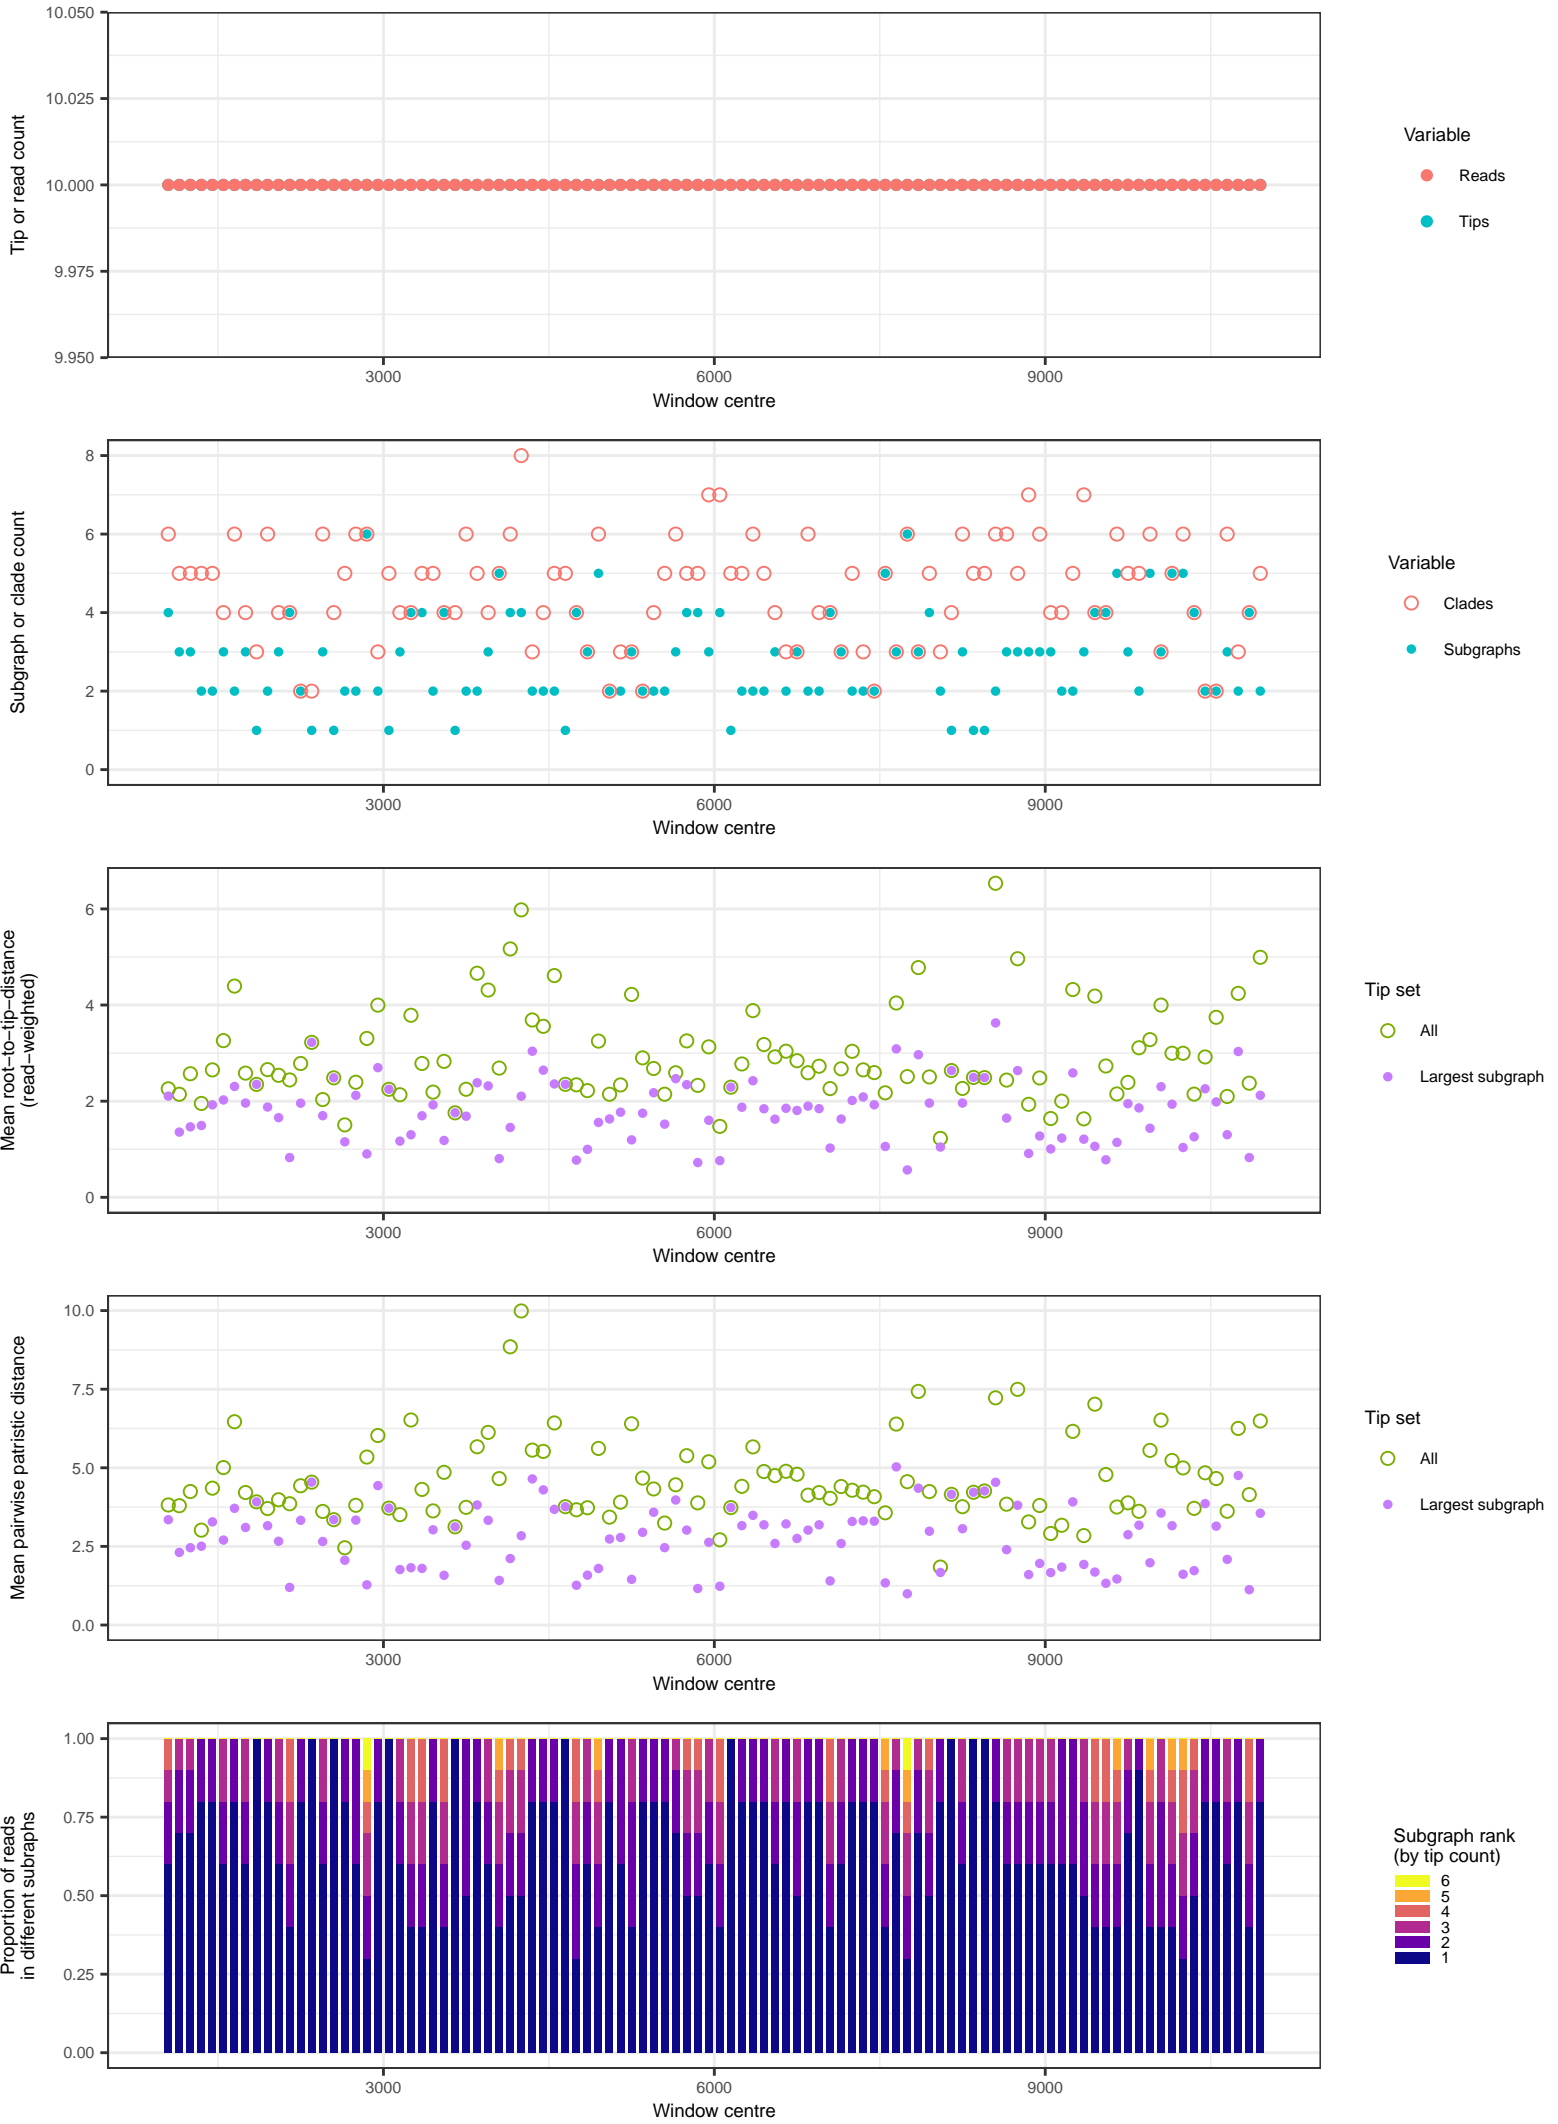 10.050
10.025
10.000
9.975
9.950
Tip or read count
3000
6000
9000
Window centre
Variable
Reads
Tips
8
6
4
2
0
Subgraph or clade count
3000
6000
9000
Window centre
Variable
Clades
Subgraphs
6
4
2
0
Mean root−to−tip−distance
(read−weighted)
3000
6000
9000
Window centre
Tip set
All
Largest subgraph
10.0
7.5
5.0
2.5
0.0
Mean pairwise patristic distance
3000
6000
9000
Window centre
Tip set
All
Largest subgraph
1.00
0.75
0.50
0.25
0.00
Proportion of reads
in different subraphs
3000
6000
9000
Window centre
Subgraph rank
(by tip count)
6
5
4
3
2
1